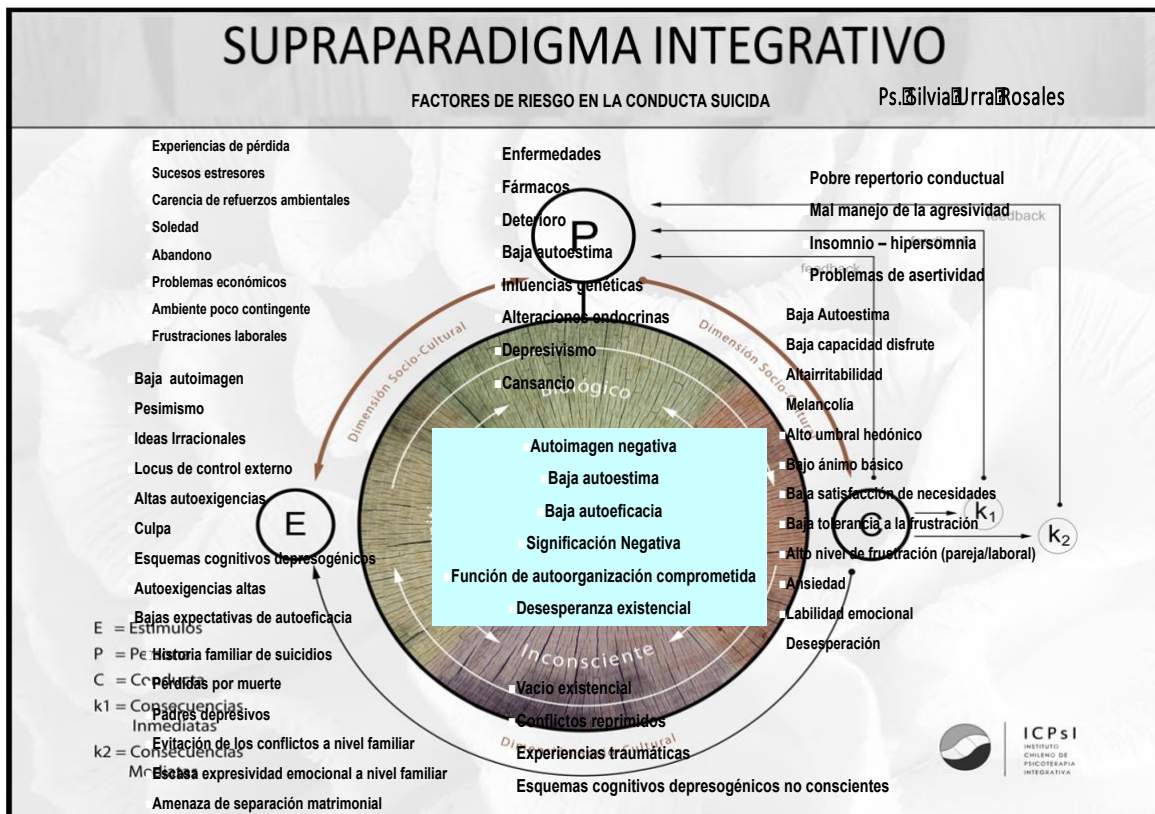 SUPRAPARADIGMA INTEGRATIVO
FACTORES DE RIESGO EN LA CONDUCTA SUICIDA
Ps. Silvia Urra Rosales
Experiencias de pérdida
Sucesos estresores
Carencia de refuerzos ambientales
Soledad
Abandono
Problemas económicos
Ambiente poco contingente
Frustraciones laborales
Enfermedades
Fármacos
Deterioro
Baja autoestima
Infuencias genéticas
Alteraciones endocrinas
Depresivismo
Cansancio
P
Biológico
Pobre repertorio conductual
Mal manejo de la agresividad
Insomnio – hipersomnia
Problemas de asertividad
feedback
feedback
Dimensión Socio-Cultural
Dimensión Socio-Cultural
Baja autoimagen
Pesimismo
Ideas Irracionales
Locus de control externo
Altas autoexigencias
Culpa
Esquemas cognitivos depresogénicos
Autoexigencias altas
Bajas expectativas de autoeficacia
E
Autoimagen negativa
Baja autoestima
Baja autoeficacia
Significación Negativa
Función de autoorganización comprometida
Desesperanza existencial
Baja Autoestima
Baja capacidad disfrute
Altairritabilidad
Melancolía
Alto umbral hedónico
Bajo ánimo básico
Baja satisfacción de necesidades
Baja tolerancia a la frustración
Alto nivel de frustración (pareja/laboral)
Ansiedad
Labilidad emocional
Desesperación
C
k1
k2
E = Estímulos
P =
C = Conducta
k1 = Consecuencias
Inmediatas
k2 = Consecuencias
Historia familiar de suicidios
Pérdidas por muerte
Padres depresivos
Evitación de los conflictos a nivel familiar
Escasa expresividad emocional a nivel familiar
Amenaza de separación matrimonial
Inconsciente
Vacio existencial
Conflictos reprimidos
Experiencias traumáticas
Esquemas cognitivos depresogénicos no conscientes
ICPsI
INSTITUTO
CHILENO DE
PSICOTERAPIA
INTEGRATIVA